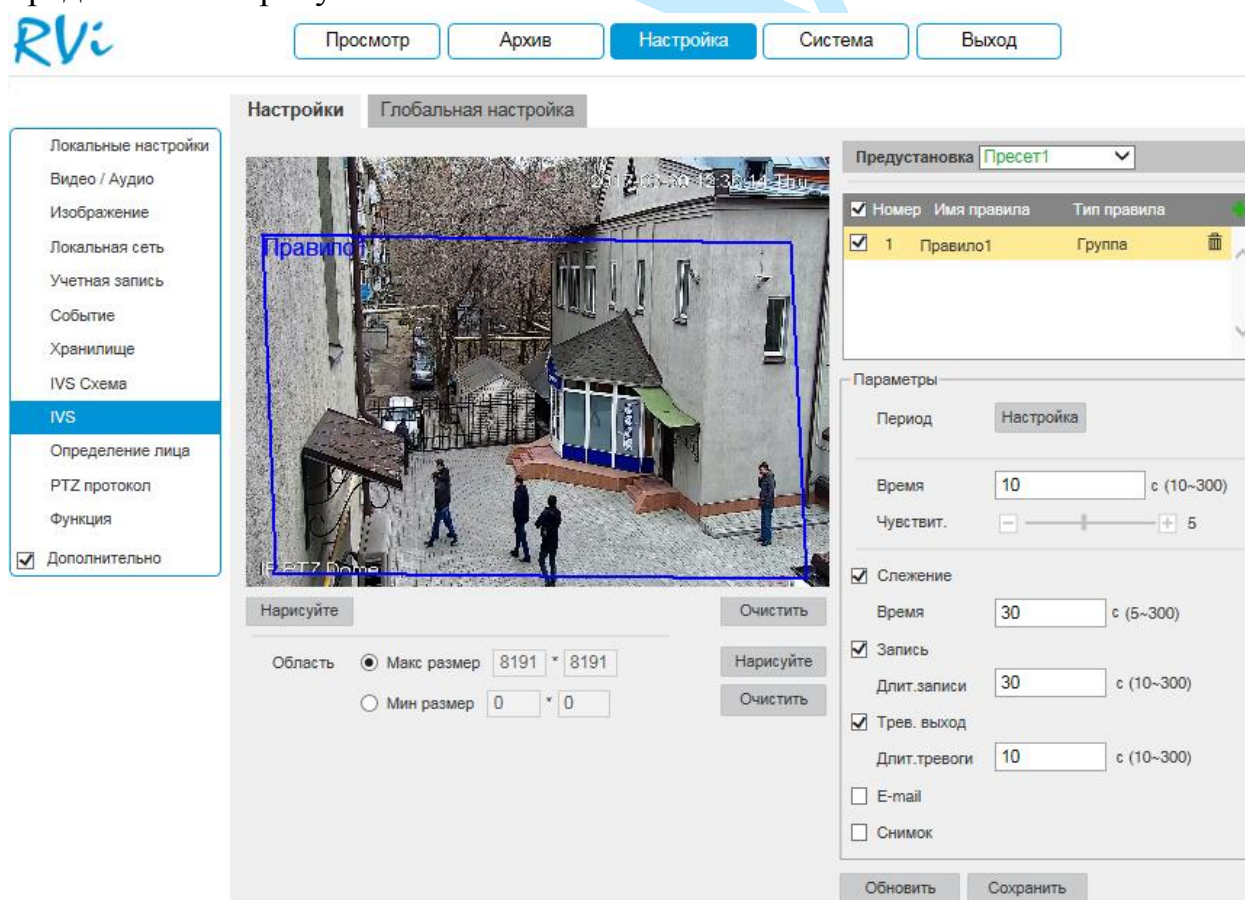 RVi
Просмотр Архив Настройка Система Выход
Настройки Глобальная настройка
Локальные настройки
Видео / Аудио
Изображение
Локальная сеть
Учетная запись
Событие
Хранилище
IVS Схема
IVS
Определение лица
PTZ протокол
Функция
Дополнительно
Правило1
IP PTZ Dome
Нарисуйте Очистить
Область Макс размер 8191 * 8191 Нарисуйте
Мин размер 0 * 0 Очистить
Предустановка Пресет1
Номер Имя правила Тип правила
1 Правило1 Группа
Параметры
Период Настройка
Время 10 с (10~300)
Чувствит. - + 5
Слежение
Время 30 с (5~300)
Запись
Длит.записи 30 с (10~300)
Трев. выход
Длит.тревоги 10 с (10~300)
E-mail
Снимок
Обновить Сохранить